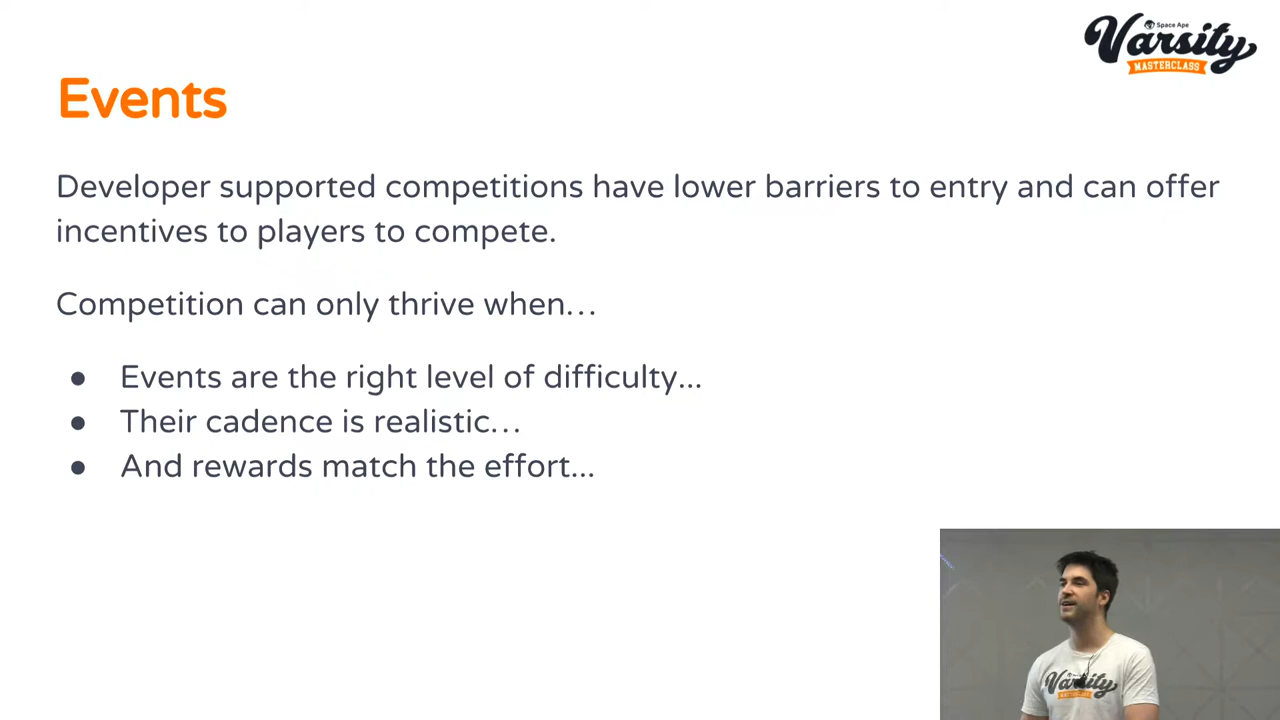 Space Ape
Varsity
MASTERCLASS
Events
Developer supported competitions have lower barriers to entry and can offer
incentives to players to compete.
Competition can only thrive when…
● Events are the right level of difficulty...
● Their cadence is realistic…
● And rewards match the effort...
Varsity
MASTERCLASS